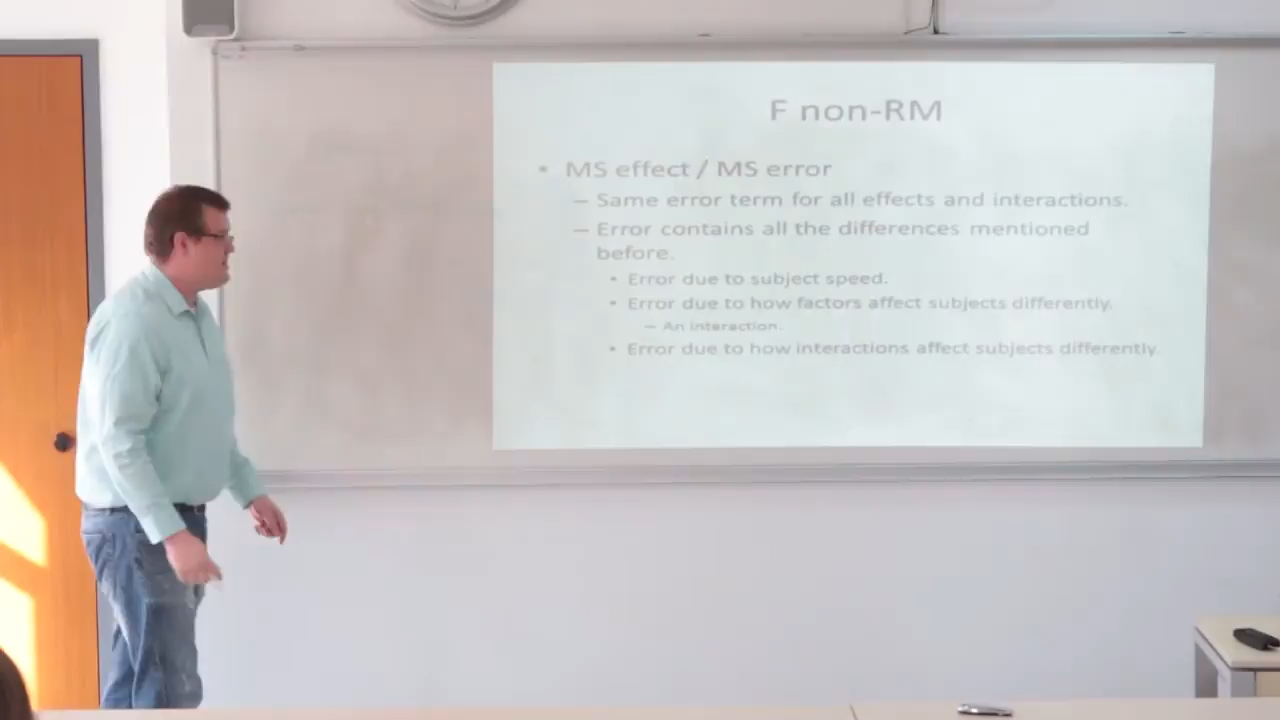 F non-RM
• MS effect / MS error
– Same error term for all effects and interactions.
– Error contains all the differences mentioned
before.
• Error due to subject speed.
• Error due to how factors affect subjects differently.
– An interaction.
• Error due to how interactions affect subjects differently.